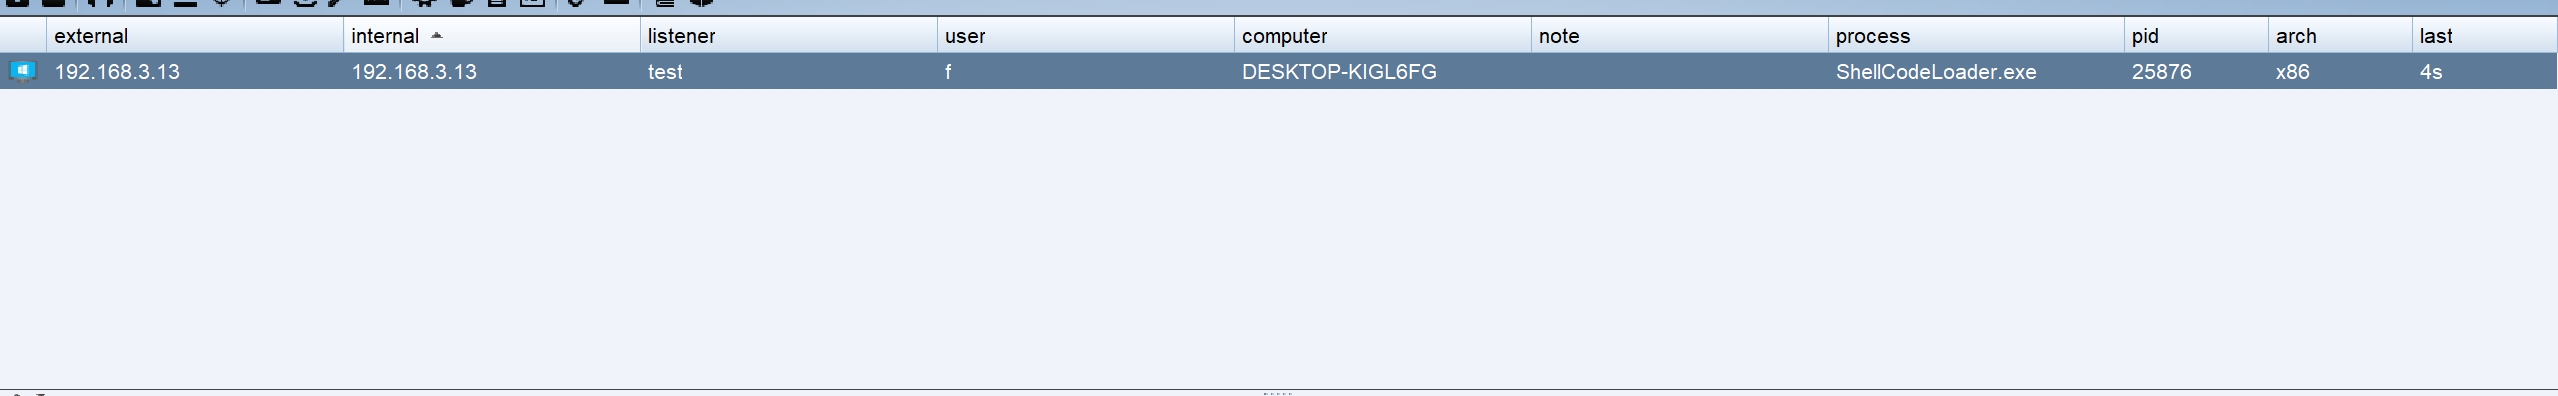 external internal listener user computer note process pid arch last
192.168.3.13 192.168.3.13 test f DESKTOP-KIGL6FG ShellCodeLoader.exe 25876 x86 4s